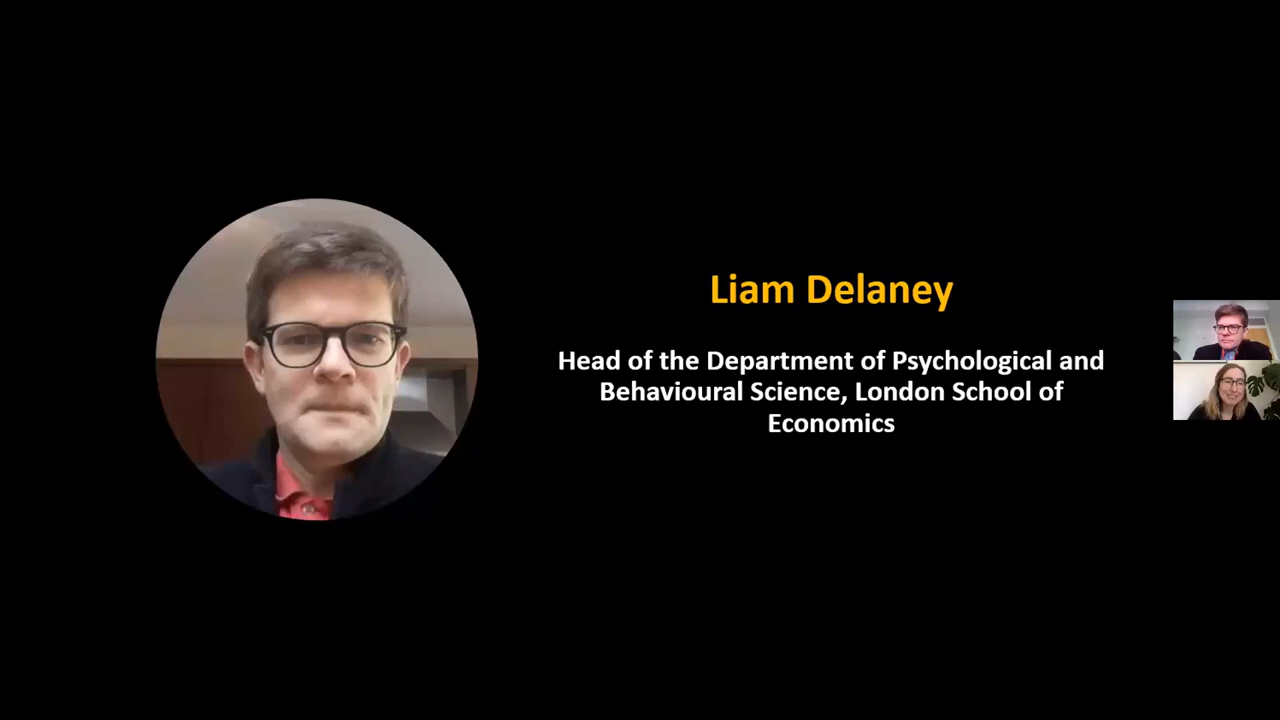 Liam Delaney
Head of the Department of Psychological and
Behavioural Science, London School of
Economics